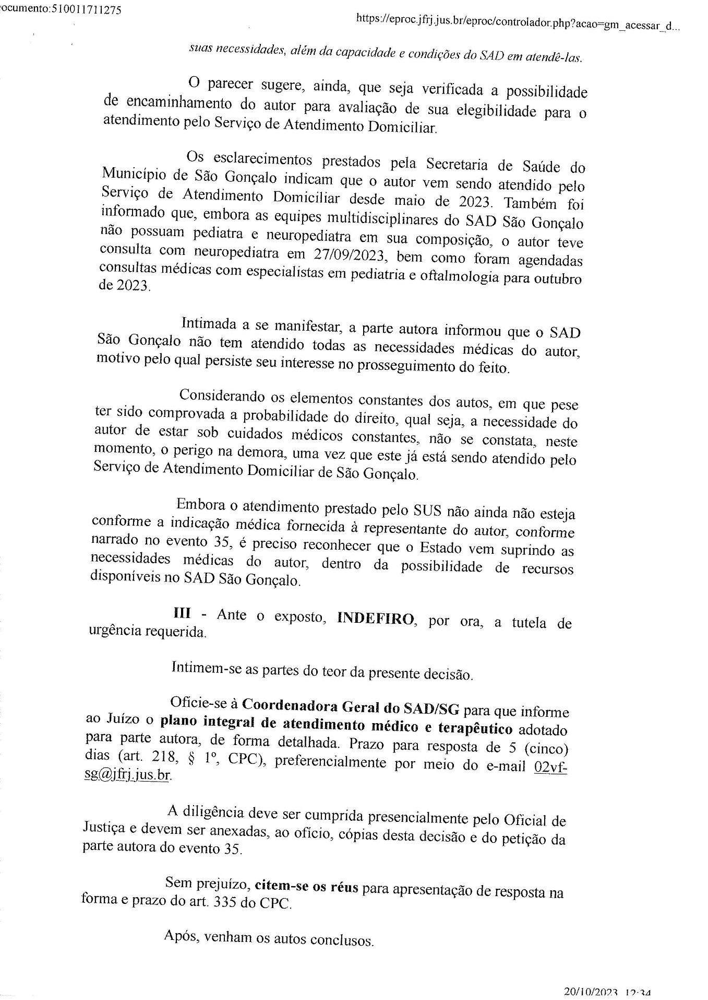 ocumento:510011711275
https://eproc.jfrj.jus.br/eproc/controlador.php?acao=gm_acessar_d...
suas necessidades, além da capacidade e condições do SAD em atendê-las.
O parecer sugere, ainda, que seja verificada a possibilidade
de encaminhamento do autor para avaliação de sua elegibilidade para o
atendimento pelo Serviço de Atendimento Domiciliar.
Os esclarecimentos prestados pela Secretaria de Saúde do
Município de São Gonçalo indicam que o autor vem sendo atendido pelo
Serviço de Atendimento Domiciliar desde maio de 2023. Também foi
informado que, embora as equipes multidisciplinares do SAD São Gonçalo
não possuam pediatra e neuropediatra em sua composição, o autor teve
consulta com neuropediatra em 27/09/2023, bem como foram agendadas
consultas médicas com especialistas em pediatria e oftalmologia para outubro
de 2023.
Intimada a se manifestar, a parte autora informou que o SAD
São Gonçalo não tem atendido todas as necessidades médicas do autor,
motivo pelo qual persiste seu interesse no prosseguimento do feito.
Considerando os elementos constantes dos autos, em que pese
ter sido comprovada a probabilidade do direito, qual seja, a necessidade do
autor de estar sob cuidados médicos constantes, não se constata, neste
momento, o perigo na demora, uma vez que este já está sendo atendido pelo
Serviço de Atendimento Domiciliar de São Gonçalo.
Embora o atendimento prestado pelo SUS não ainda não esteja
conforme a indicação médica fornecida à representante do autor, conforme
narrado no evento 35, é preciso reconhecer que o Estado vem suprindo as
necessidades médicas do autor, dentro da possibilidade de recursos
disponíveis no SAD São Gonçalo.
III - Ante o exposto, INDEFIRO, por ora, a tutela de
urgência requerida.
Intimem-se as partes do teor da presente decisão.
Oficie-se à Coordenadora Geral do SAD/SG para que informe
ao Juízo o plano integral de atendimento médico e terapêutico adotado
para parte autora, de forma detalhada. Prazo para resposta de 5 (cinco)
dias (art. 218, § 1º, CPC), preferencialmente por meio do e-mail 02vf-
sg@jfrj.jus.br.
A diligência deve ser cumprida presencialmente pelo Oficial de
Justiça e devem ser anexadas, ao ofício, cópias desta decisão e do petição da
parte autora do evento 35.
Sem prejuízo, citem-se os réus para apresentação de resposta na
forma e prazo do art. 335 do CPC.
Após, venham os autos conclusos.
20/10/2023 12:34